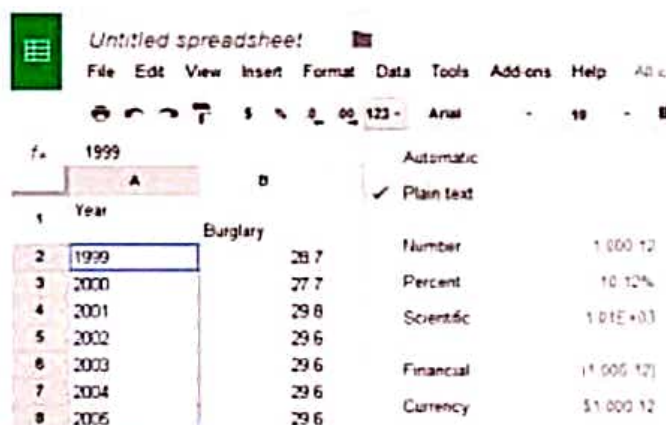 Untitled spreadsheet
File Edit View Insert Format Data Tools Add-ons Help
$ % .0 .00 123 - Arial - 10 -
fx 1999
A B
Automatic
✓ Plain text
1 Year Burglary
Number 1,000.12
2 1999 28.7
3 2000 27.7
Percent 10.12%
4 2001 29.8
Scientific 1.01E+03
5 2002 29.6
6 2003 29.6
Financial (1,000.12)
7 2004 29.6
Currency $1,000.12
8 2005 29.6